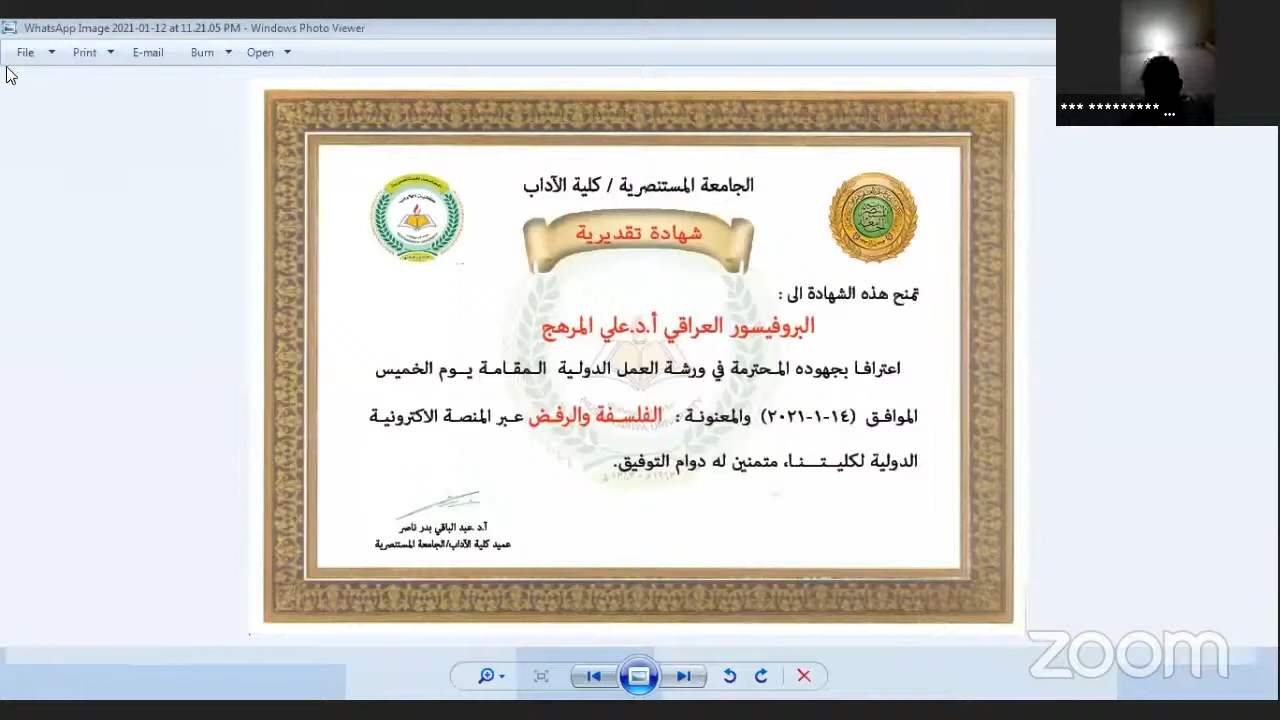 WhatsApp Image 2021-01-12 at 11.21.05 PM - Windows Photo Viewer
File Print E-mail Burn Open
*** *********
...
الجامعة المستنصرية / كلية الآداب
شهادة تقديرية
تمنح هذه الشهادة الى :
البروفيسور العراقي أ.د.علي المرهج
اعترافا بجهوده المحترمة في ورشة العمل الدولية المقامة يوم الخميس
الموافق (١٤-١-٢٠٢١) والمعنونة : الفلسفة والرفض عبر المنصة الاكترونية
الدولية لكليتنا، متمنين له دوام التوفيق.
أ.د .عبد الباقي بدر ناصر
عميد كلية الآداب/الجامعة المستنصرية
zoom